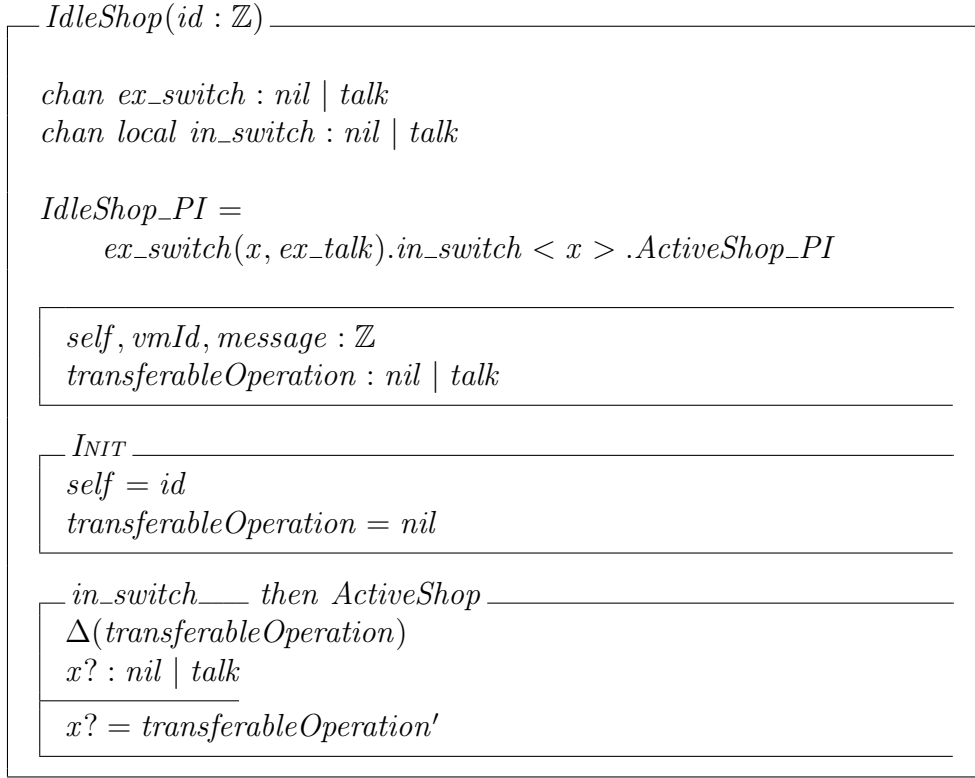 IdleShop(id : ℤ)
chan ex_switch : nil | talk
chan local in_switch : nil | talk
IdleShop_PI =
ex_switch(x, ex_talk).in_switch < x > .ActiveShop_PI
self, vmId, message : ℤ
transferableOperation : nil | talk
INIT
self = id
transferableOperation = nil
in_switch___ then ActiveShop
Δ(transferableOperation)
x? : nil | talk
x? = transferableOperation′